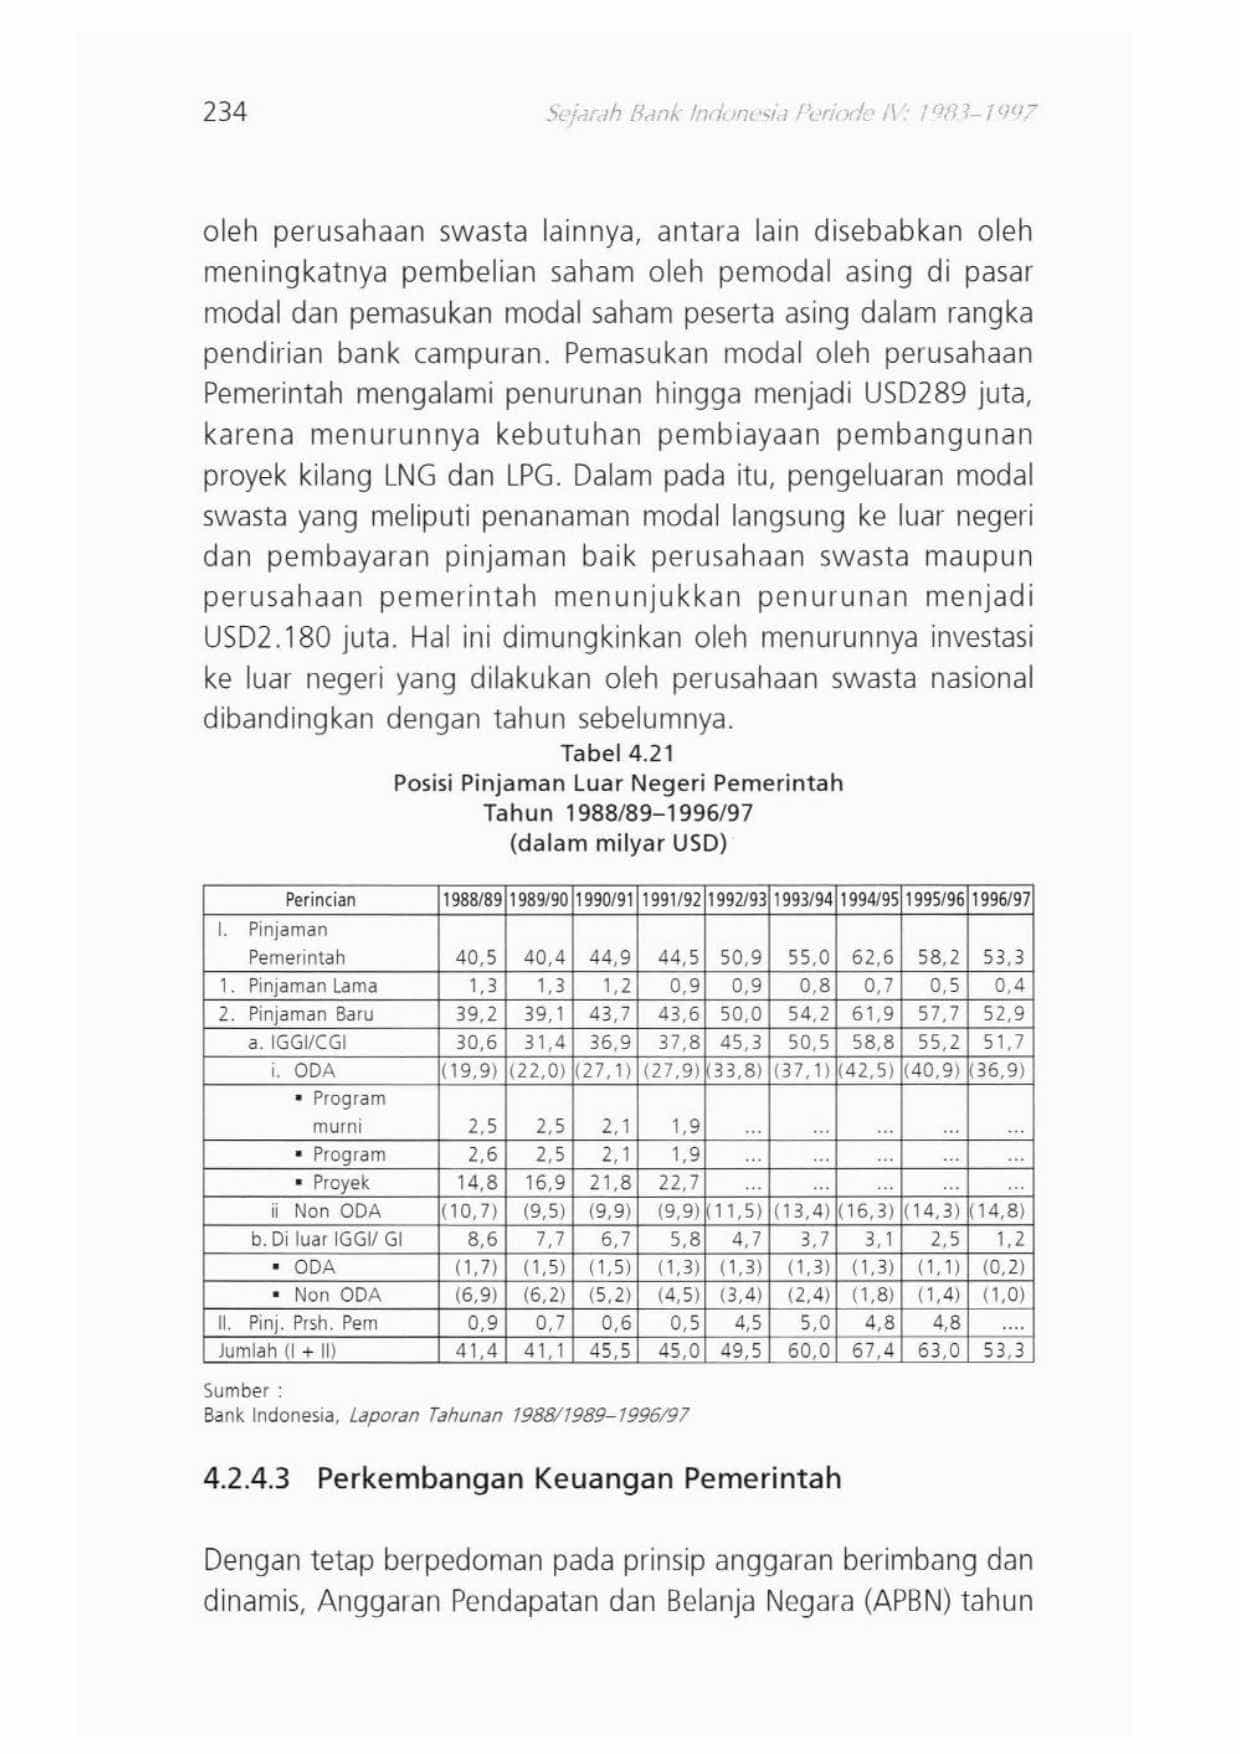 234
Sejarah Bank Indonesia Periode IV: 1983–1997
oleh perusahaan swasta lainnya, antara lain disebabkan oleh
meningkatnya pembelian saham oleh pemodal asing di pasar
modal dan pemasukan modal saham peserta asing dalam rangka
pendirian bank campuran. Pemasukan modal oleh perusahaan
Pemerintah mengalami penurunan hingga menjadi USD289 juta,
karena menurunnya kebutuhan pembiayaan pembangunan
proyek kilang LNG dan LPG. Dalam pada itu, pengeluaran modal
swasta yang meliputi penanaman modal langsung ke luar negeri
dan pembayaran pinjaman baik perusahaan swasta maupun
perusahaan pemerintah menunjukkan penurunan menjadi
USD2.180 juta. Hal ini dimungkinkan oleh menurunnya investasi
ke luar negeri yang dilakukan oleh perusahaan swasta nasional
dibandingkan dengan tahun sebelumnya.
Tabel 4.21
Posisi Pinjaman Luar Negeri Pemerintah
Tahun 1988/89–1996/97
(dalam milyar USD)
Perincian 1988/89 1989/90 1990/91 1991/92 1992/93 1993/94 1994/95 1995/96 1996/97
I. Pinjaman
Pemerintah 40,5 40,4 44,9 44,5 50,9 55,0 62,6 58,2 53,3
1. Pinjaman Lama 1,3 1,3 1,2 0,9 0,9 0,8 0,7 0,5 0,4
2. Pinjaman Baru 39,2 39,1 43,7 43,6 50,0 54,2 61,9 57,7 52,9
a. IGGI/CGI 30,6 31,4 36,9 37,8 45,3 50,5 58,8 55,2 51,7
i. ODA (19,9) (22,0) (27,1) (27,9) (33,8) (37,1) (42,5) (40,9) (36,9)
▪ Program
murni 2,5 2,5 2,1 1,9 ... ... ... ... ...
▪ Program 2,6 2,5 2,1 1,9 ... ... ... ... ...
▪ Proyek 14,8 16,9 21,8 22,7 ... ... ... ... ...
ii Non ODA (10,7) (9,5) (9,9) (9,9) (11,5) (13,4) (16,3) (14,3) (14,8)
b. Di luar IGGI/ GI 8,6 7,7 6,7 5,8 4,7 3,7 3,1 2,5 1,2
▪ ODA (1,7) (1,5) (1,5) (1,3) (1,3) (1,3) (1,3) (1,1) (0,2)
▪ Non ODA (6,9) (6,2) (5,2) (4,5) (3,4) (2,4) (1,8) (1,4) (1,0)
II. Pinj. Prsh. Pem 0,9 0,7 0,6 0,5 4,5 5,0 4,8 4,8 ....
Jumlah (I + II) 41,4 41,1 45,5 45,0 49,5 60,0 67,4 63,0 53,3
Sumber :
Bank Indonesia, Laporan Tahunan 1988/1989–1996/97
4.2.4.3 Perkembangan Keuangan Pemerintah
Dengan tetap berpedoman pada prinsip anggaran berimbang dan
dinamis, Anggaran Pendapatan dan Belanja Negara (APBN) tahun